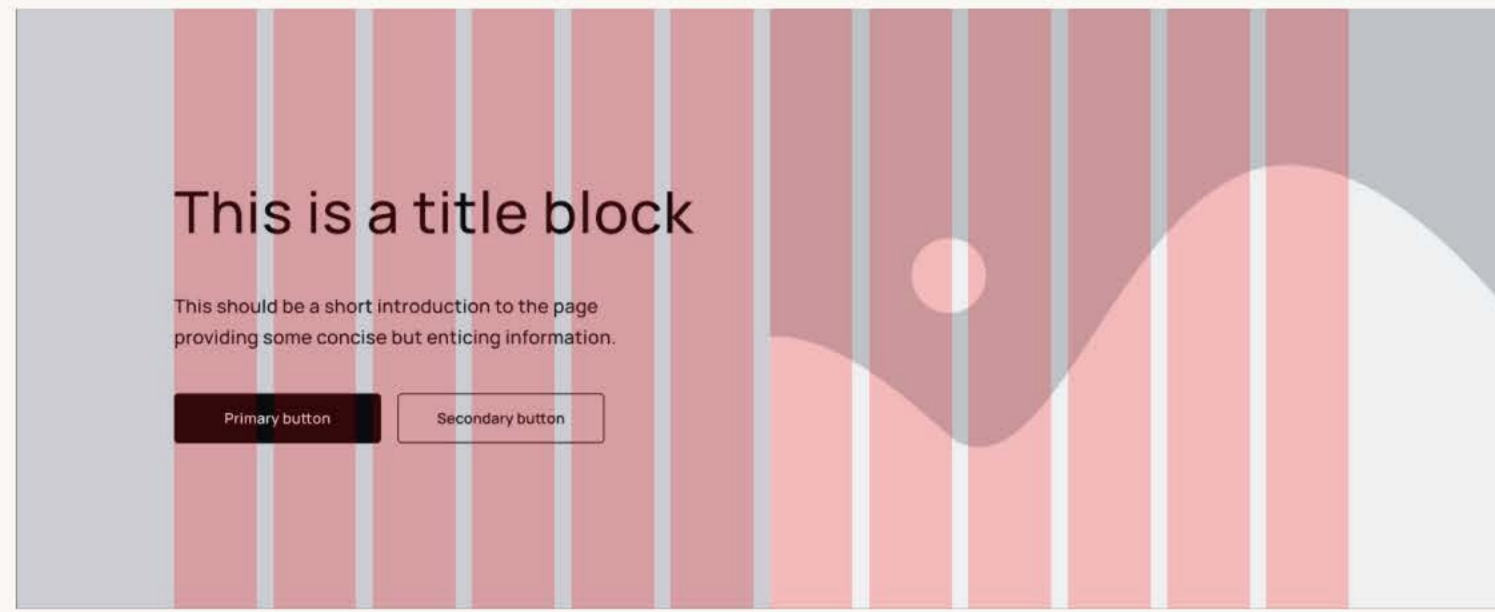 This is a title block
This should be a short introduction to the page
providing some concise but enticing information.
Primary button
Secondary button